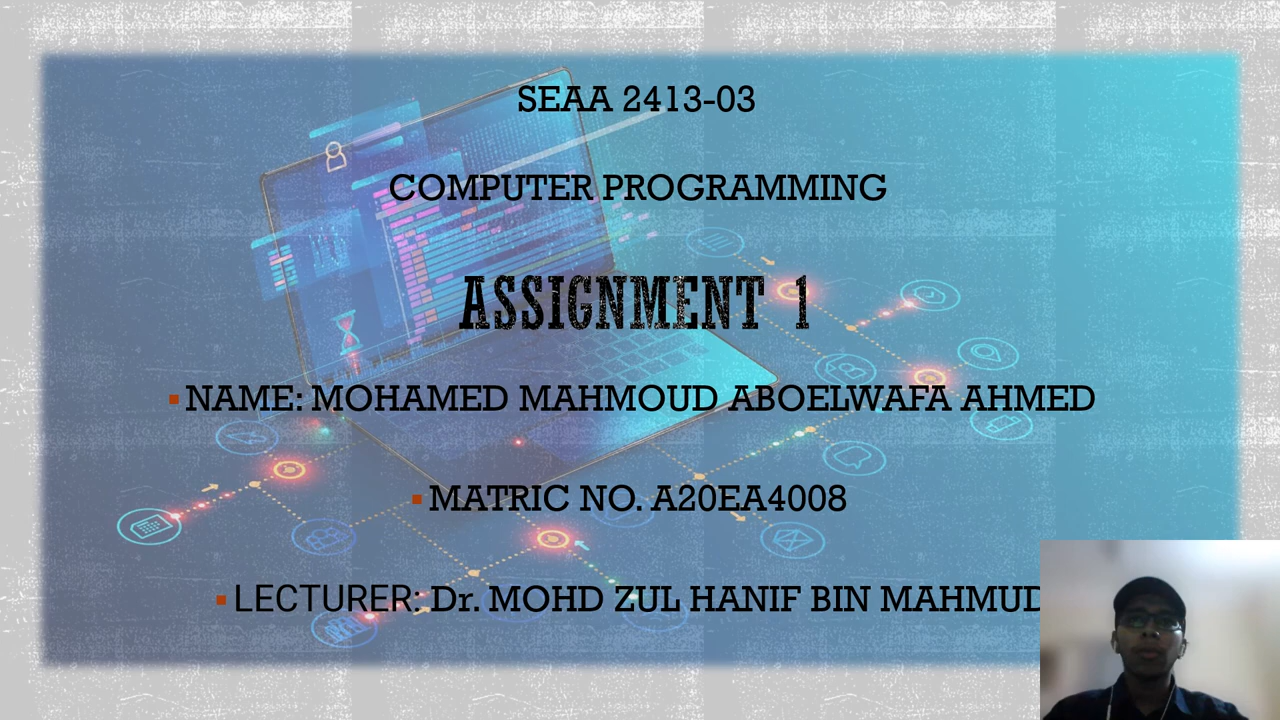 SEAA 2413-03
COMPUTER PROGRAMMING
ASSIGNMENT 1
NAME: MOHAMED MAHMOUD ABOELWAFA AHMED
MATRIC NO. A20EA4008
LECTURER: Dr. MOHD ZUL HANIF BIN MAHMUD